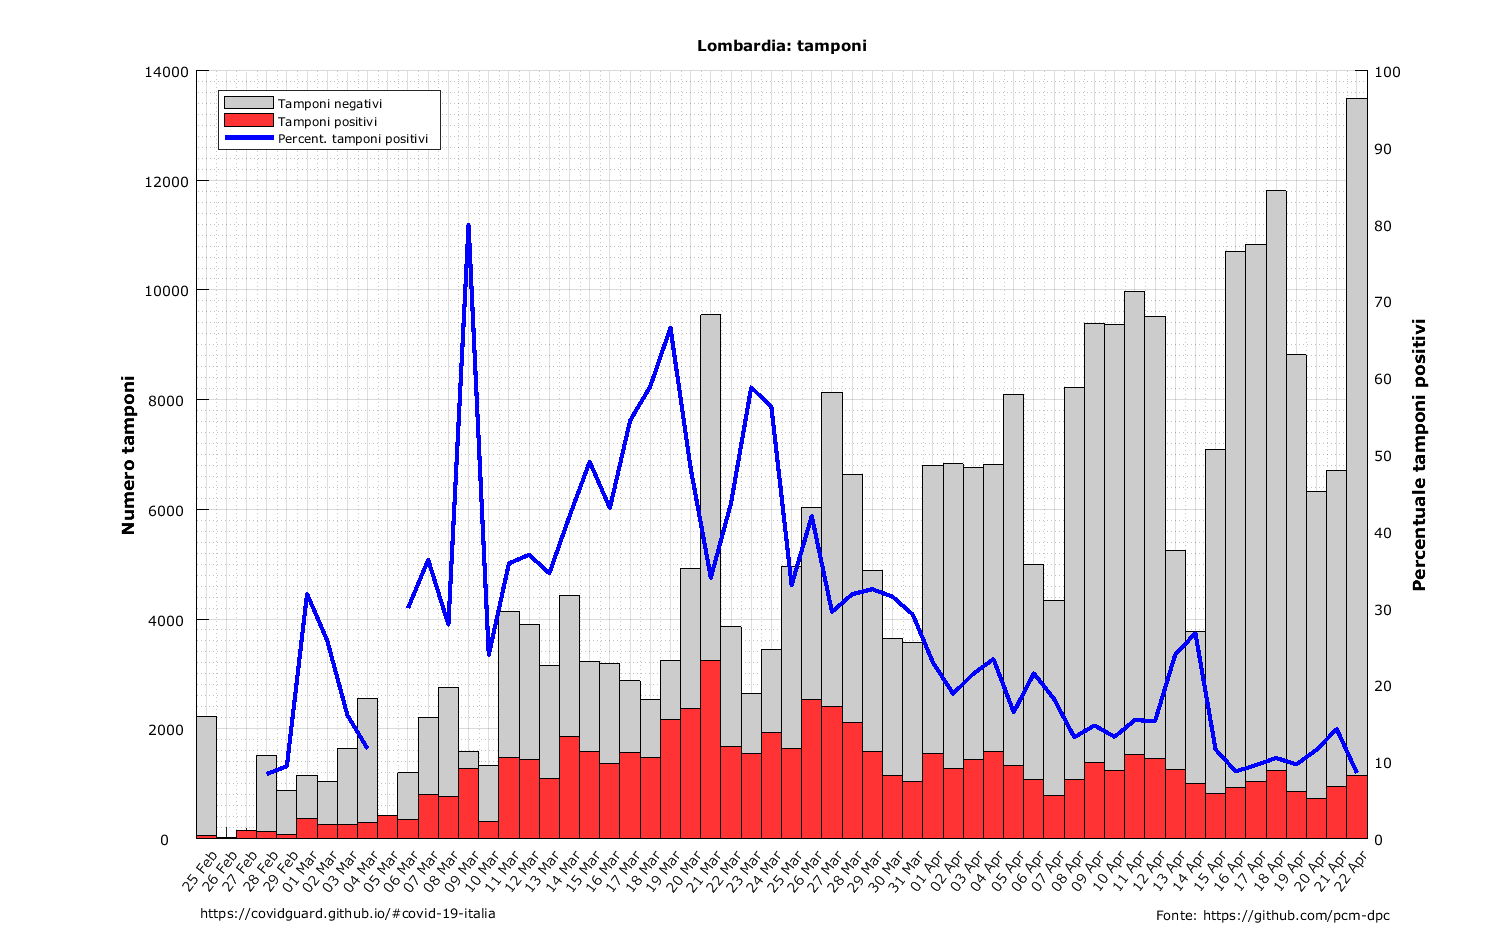 Lombardia: tamponi
14000
12000
10000
8000
6000
4000
2000
0
100
90
80
70
60
50
40
30
20
10
0
Numero tamponi
Percentuale tamponi positivi
Tamponi negativi
Tamponi positivi
Percent. tamponi positivi
25 Feb
26 Feb
27 Feb
28 Feb
29 Feb
01 Mar
02 Mar
03 Mar
04 Mar
05 Mar
06 Mar
07 Mar
08 Mar
09 Mar
10 Mar
11 Mar
12 Mar
13 Mar
14 Mar
15 Mar
16 Mar
17 Mar
18 Mar
19 Mar
20 Mar
21 Mar
22 Mar
23 Mar
24 Mar
25 Mar
26 Mar
27 Mar
28 Mar
29 Mar
30 Mar
31 Mar
01 Apr
02 Apr
03 Apr
04 Apr
05 Apr
06 Apr
07 Apr
08 Apr
09 Apr
10 Apr
11 Apr
12 Apr
13 Apr
14 Apr
15 Apr
16 Apr
17 Apr
18 Apr
19 Apr
20 Apr
21 Apr
22 Apr
https://covidguard.github.io/#covid-19-italia
Fonte: https://github.com/pcm-dpc